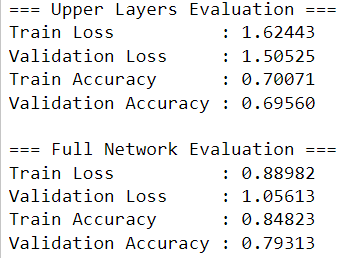 === Upper Layers Evaluation ===
Train Loss          : 1.62443
Validation Loss     : 1.50525
Train Accuracy      : 0.70071
Validation Accuracy : 0.69560

=== Full Network Evaluation ===
Train Loss          : 0.88982
Validation Loss     : 1.05613
Train Accuracy      : 0.84823
Validation Accuracy : 0.79313